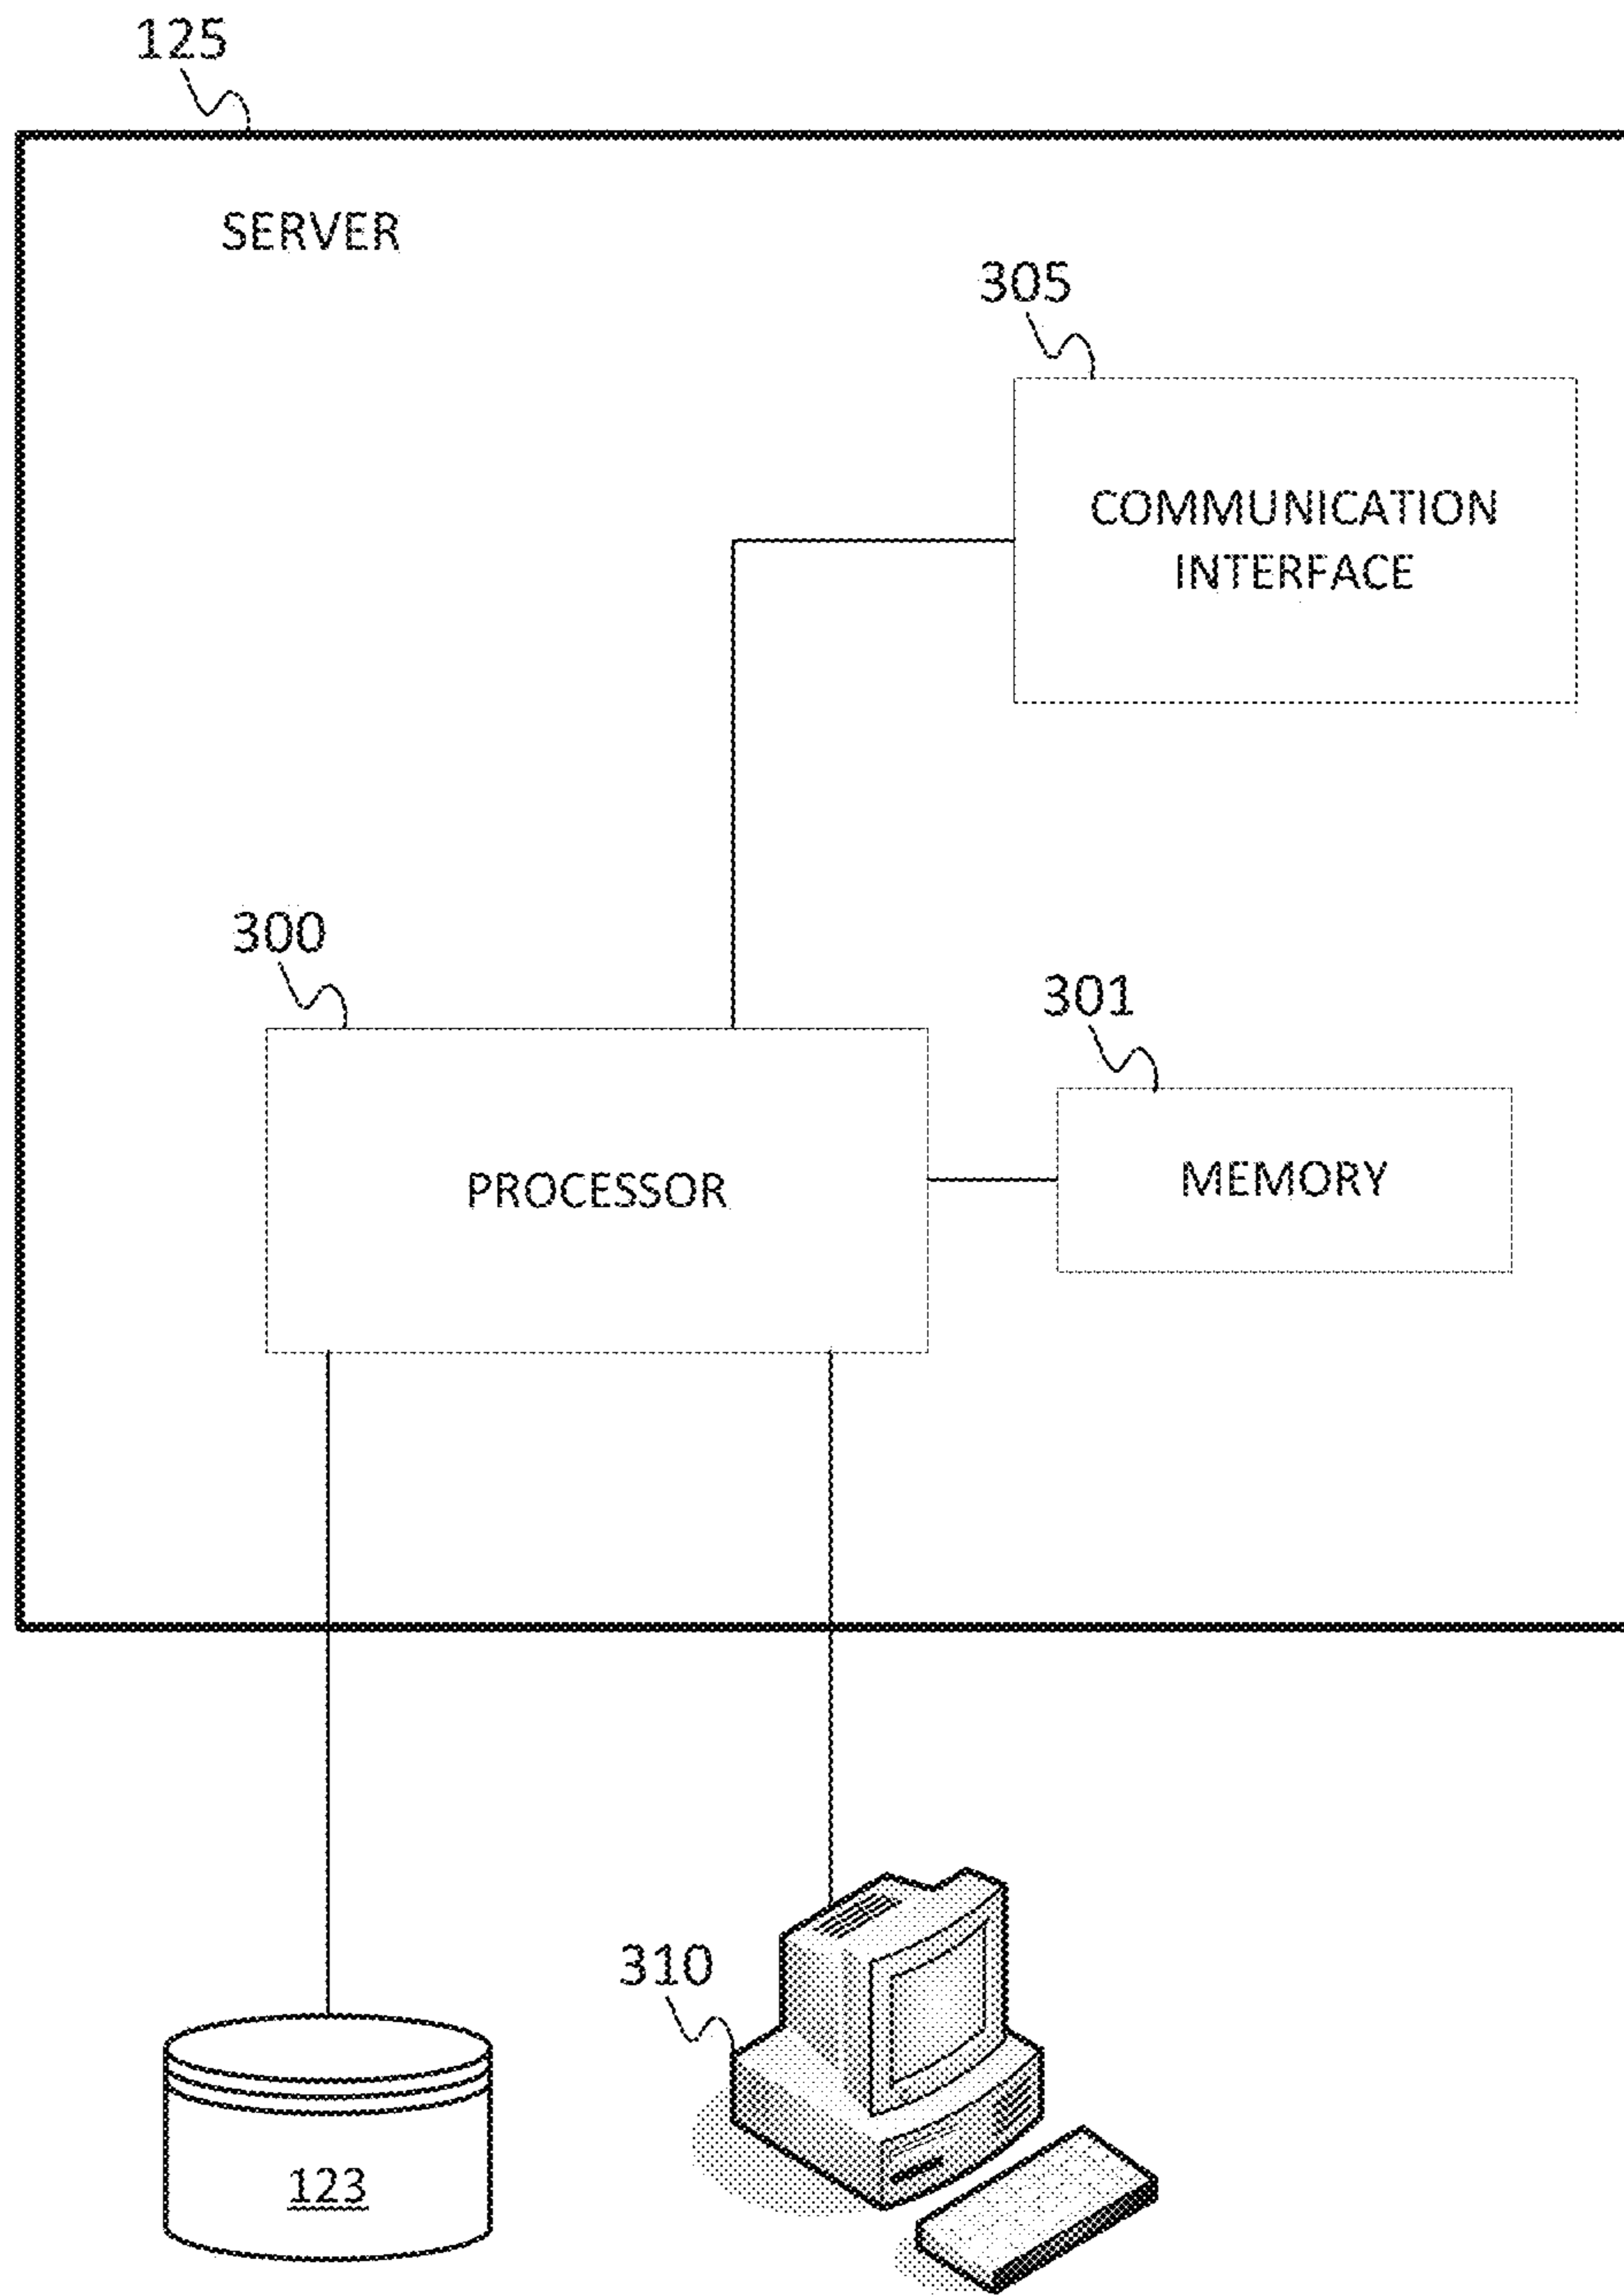 125
SERVER
305
COMMUNICATION
INTERFACE
300
301
PROCESSOR
MEMORY
310
123